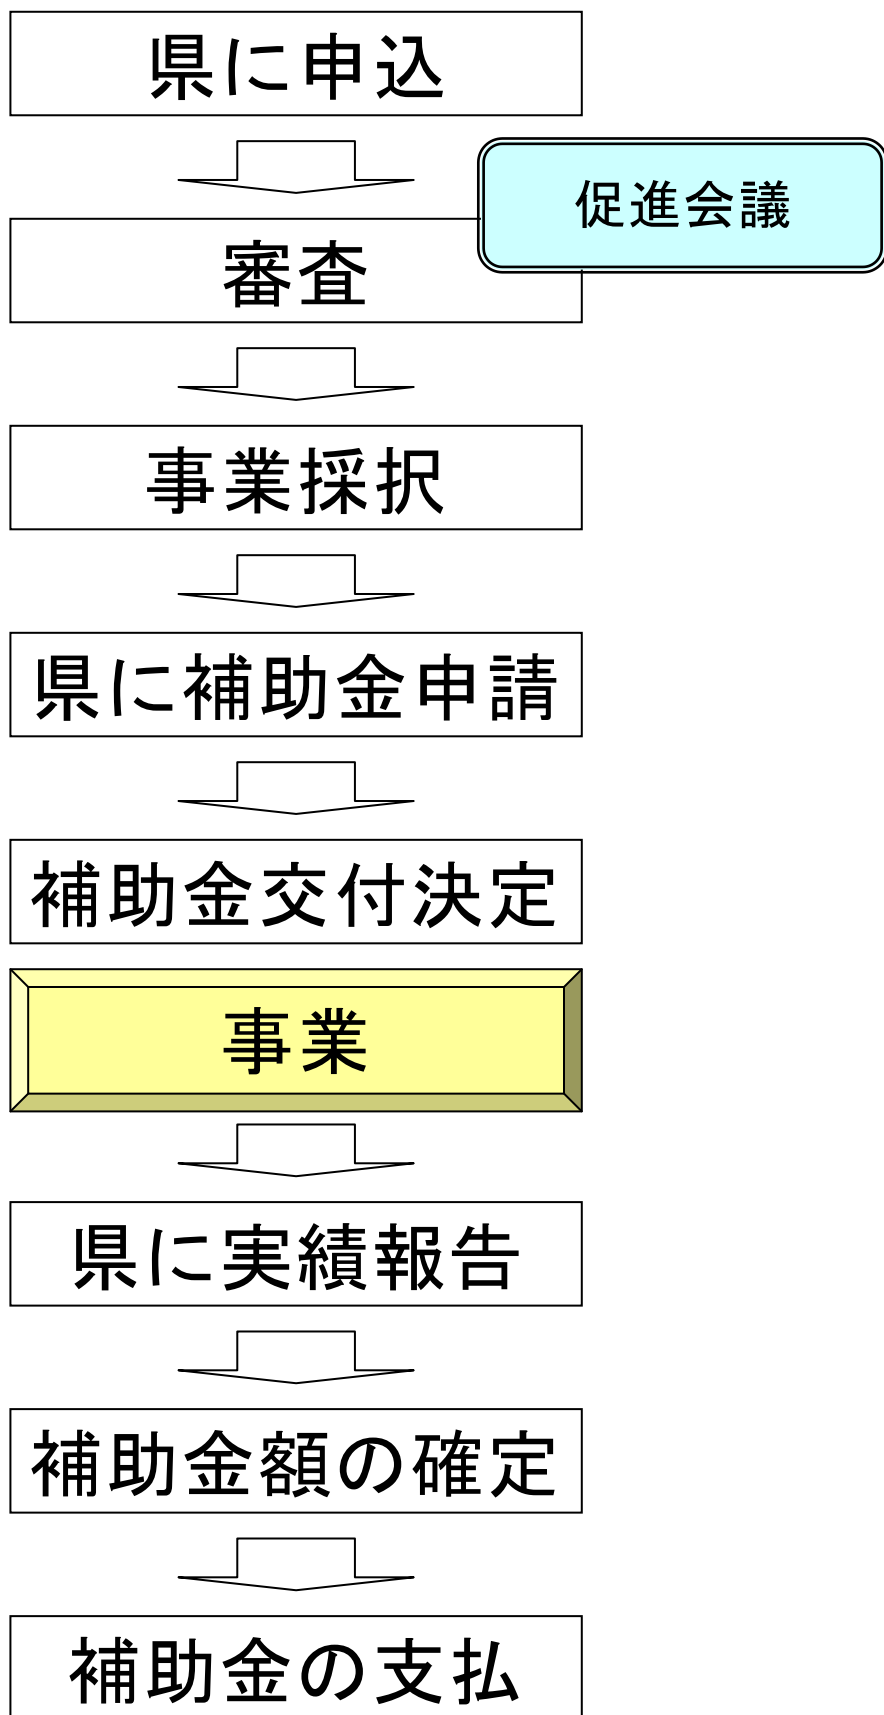 県に申込
促進会議
審査
事業採択
県に補助金申請
補助金交付決定
事業
県に実績報告
補助金額の確定
補助金の支払